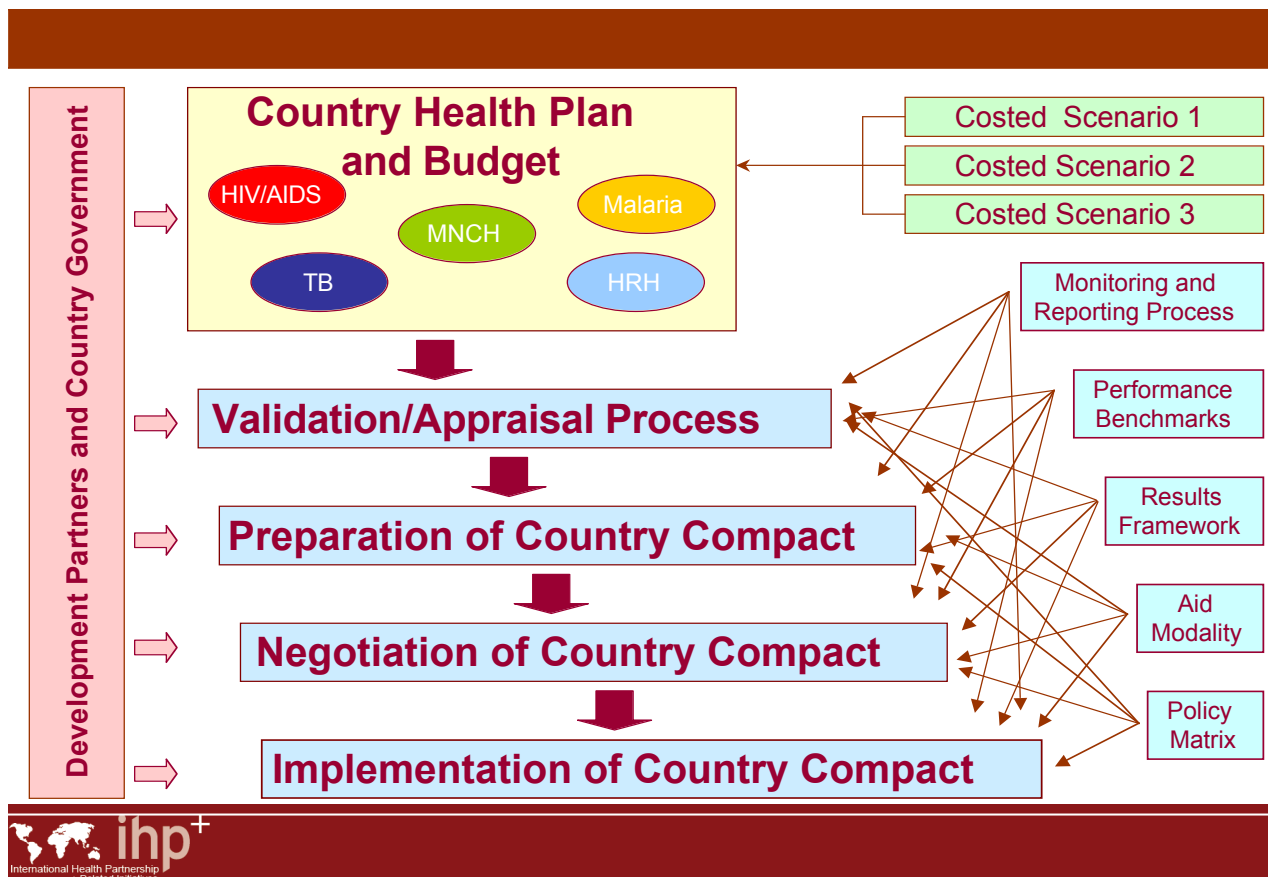 Development Partners and Country Government
Country Health Plan
and Budget
HIV/AIDS
Malaria
MNCH
TB
HRH
Costed Scenario 1
Costed Scenario 2
Costed Scenario 3
Monitoring and
Reporting Process
Validation/Appraisal Process
Performance
Benchmarks
Preparation of Country Compact
Results
Framework
Negotiation of Country Compact
Aid
Modality
Implementation of Country Compact
Policy
Matrix
ihp+
International Health Partnership
Related Initiatives